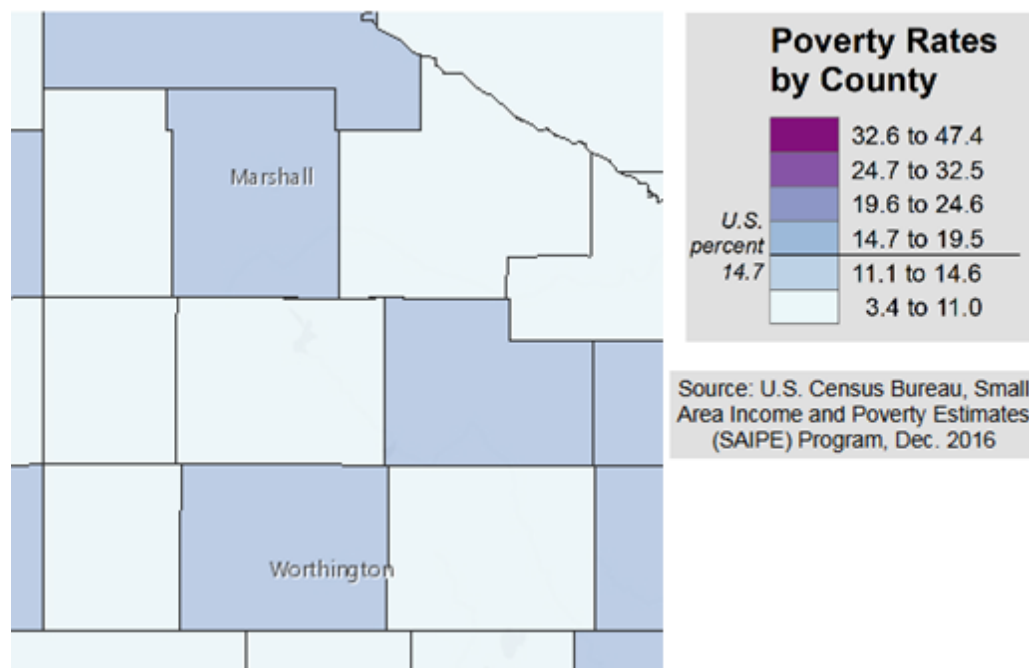 Marshall
Worthington
Poverty Rates
by County
32.6 to 47.4
24.7 to 32.5
19.6 to 24.6
14.7 to 19.5
11.1 to 14.6
3.4 to 11.0
U.S.
percent
14.7
Source: U.S. Census Bureau, Small
Area Income and Poverty Estimates
(SAIPE) Program, Dec. 2016